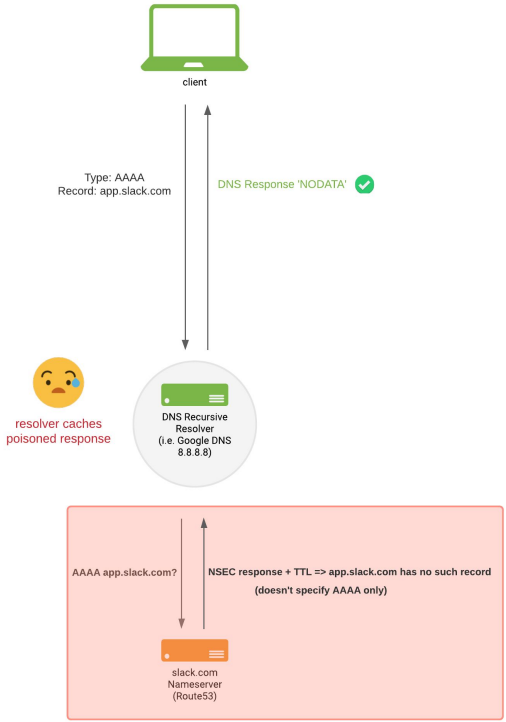 client
Type: AAAA
Record: app.slack.com
DNS Response 'NODATA'
resolver caches
poisoned response
DNS Recursive
Resolver
(i.e. Google DNS
8.8.8.8)
AAAA app.slack.com?
NSEC response + TTL => app.slack.com has no such record
(doesn't specify AAAA only)
slack.com
Nameserver
(Route53)